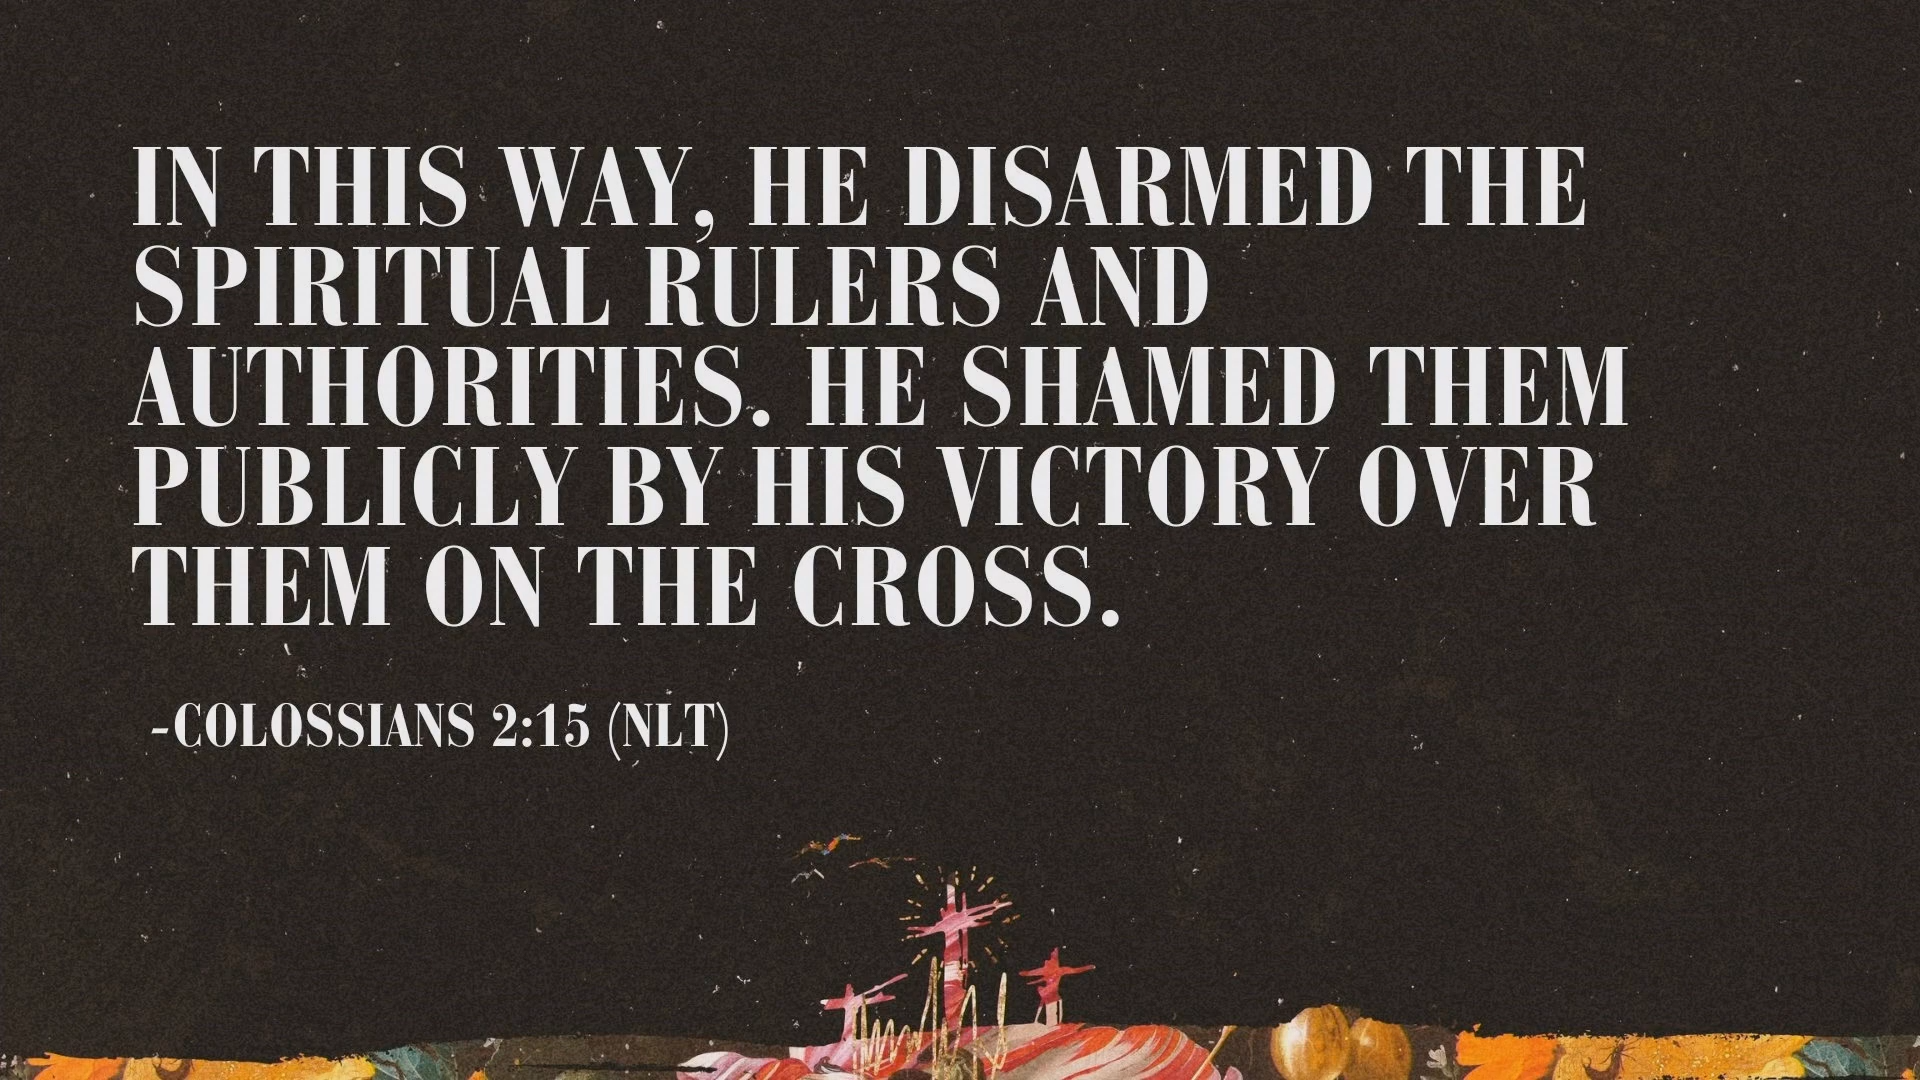 IN THIS WAY, HE DISARMED THE
SPIRITUAL RULERS AND
AUTHORITIES. HE SHAMED THEM
PUBLICLY BY HIS VICTORY OVER
THEM ON THE CROSS.
-COLOSSIANS 2:15 (NLT)